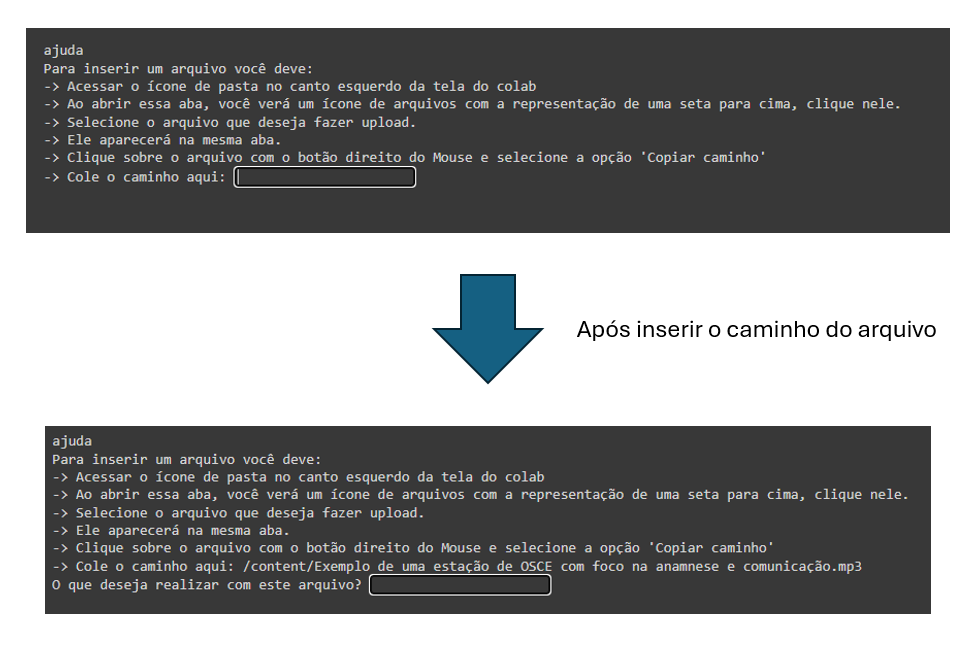 ajuda
Para inserir um arquivo você deve:
-> Acessar o ícone de pasta no canto esquerdo da tela do colab
-> Ao abrir essa aba, você verá um ícone de arquivos com a representação de uma seta para cima, clique nele.
-> Selecione o arquivo que deseja fazer upload.
-> Ele aparecerá na mesma aba.
-> Clique sobre o arquivo com o botão direito do Mouse e selecione a opção 'Copiar caminho'
-> Cole o caminho aqui:
Após inserir o caminho do arquivo
ajuda
Para inserir um arquivo você deve:
-> Acessar o ícone de pasta no canto esquerdo da tela do colab
-> Ao abrir essa aba, você verá um ícone de arquivos com a representação de uma seta para cima, clique nele.
-> Selecione o arquivo que deseja fazer upload.
-> Ele aparecerá na mesma aba.
-> Clique sobre o arquivo com o botão direito do Mouse e selecione a opção 'Copiar caminho'
-> Cole o caminho aqui: /content/Exemplo de uma estação de OSCE com foco na anamnese e comunicação.mp3
O que deseja realizar com este arquivo?